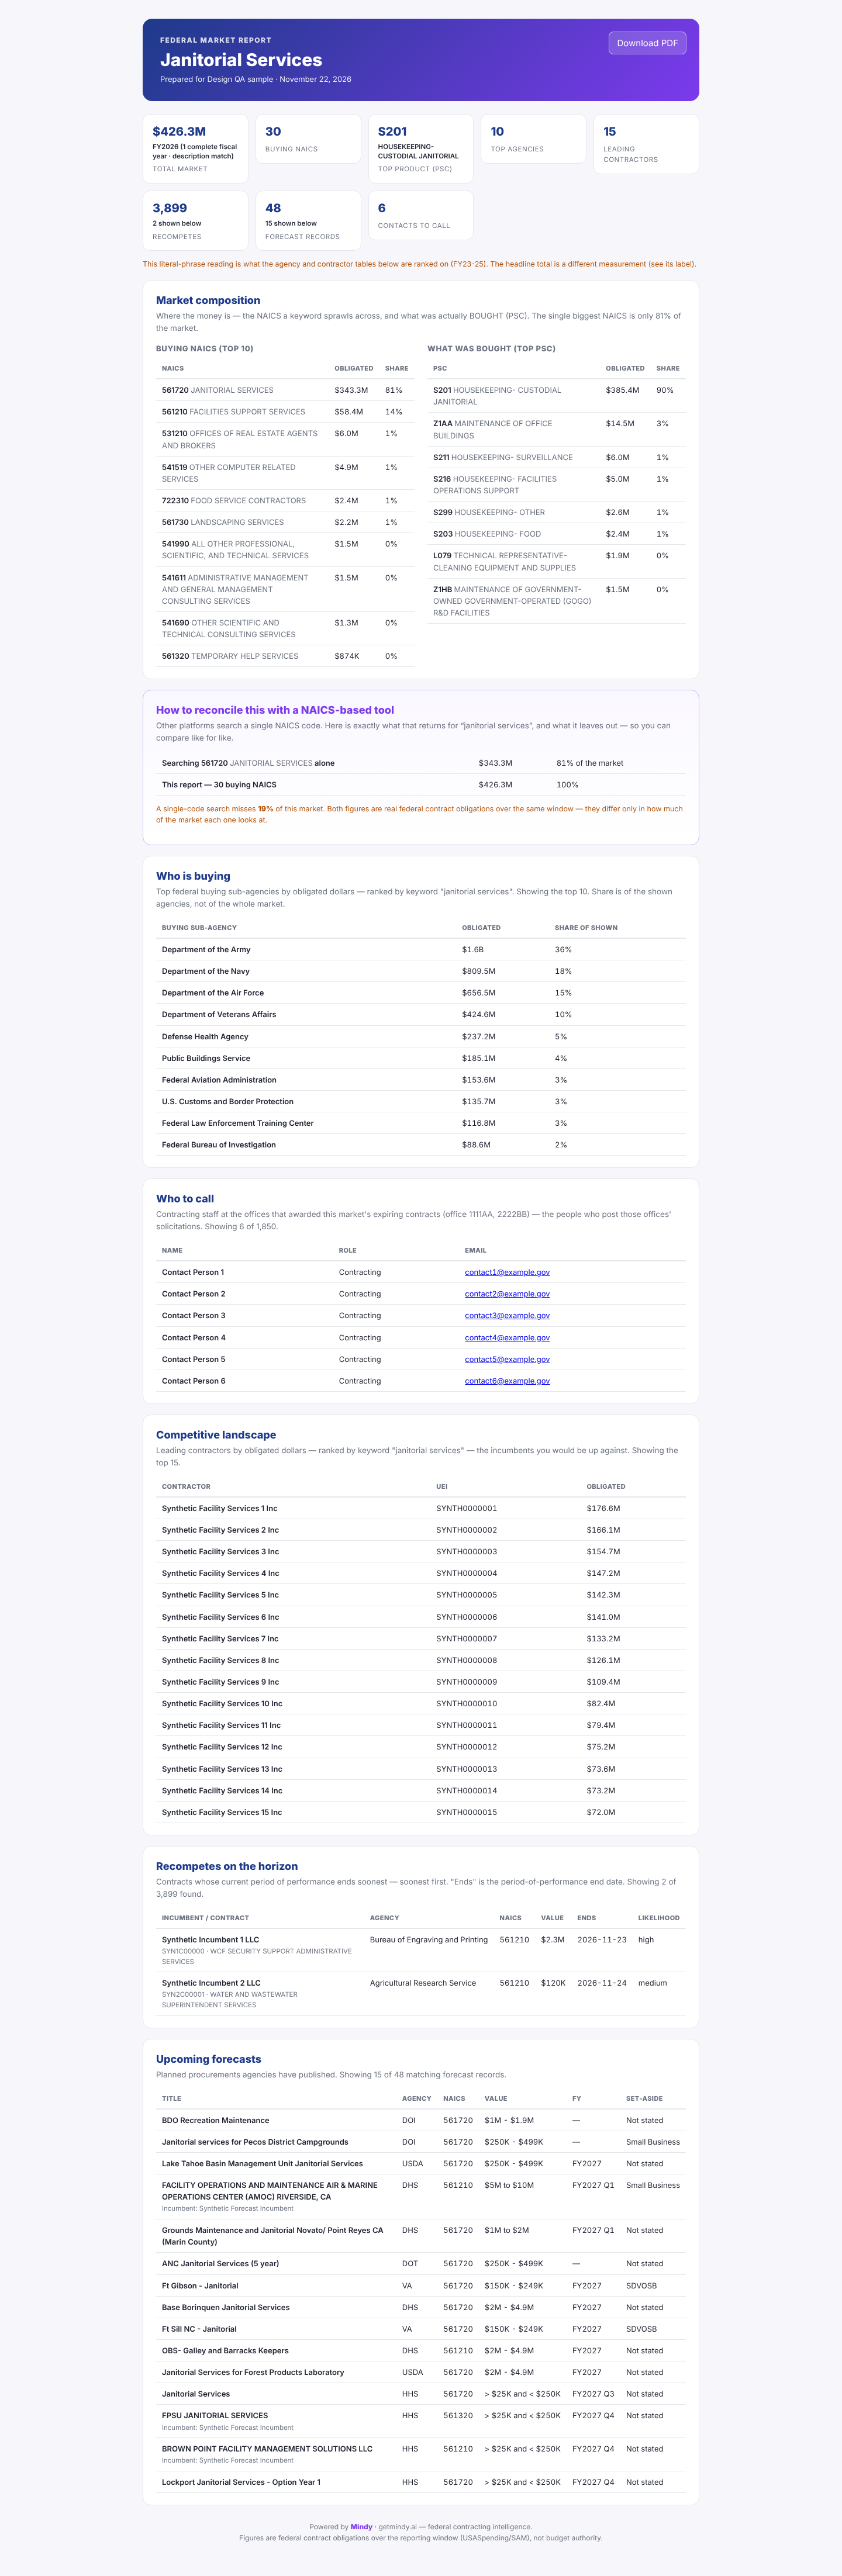 FEDERAL MARKET REPORT
Janitorial Services
Prepared for Design QA sample · November 22, 2026
Download PDF
$426.3M
FY2026 (1 complete fiscal
year · description match)
TOTAL MARKET
30
BUYING NAICS
S201
HOUSEKEEPING-
CUSTODIAL JANITORIAL
TOP PRODUCT (PSC)
10
TOP AGENCIES
15
LEADING
CONTRACTORS
3,899
2 shown below
RECOMPETES
48
15 shown below
FORECAST RECORDS
6
CONTACTS TO CALL
This literal-phrase reading is what the agency and contractor tables below are ranked on (FY23-25). The headline total is a different measurement (see its label).
Market composition
Where the money is — the NAICS a keyword sprawls across, and what was actually BOUGHT (PSC). The single biggest NAICS is only 81% of
the market.
BUYING NAICS (TOP 10)
NAICS OBLIGATED SHARE
561720 JANITORIAL SERVICES $343.3M 81%
561210 FACILITIES SUPPORT SERVICES $58.4M 14%
531210 OFFICES OF REAL ESTATE AGENTS $6.0M 1%
AND BROKERS
541519 OTHER COMPUTER RELATED $4.9M 1%
SERVICES
722310 FOOD SERVICE CONTRACTORS $2.4M 1%
561730 LANDSCAPING SERVICES $2.2M 1%
541990 ALL OTHER PROFESSIONAL, $1.5M 0%
SCIENTIFIC, AND TECHNICAL SERVICES
541611 ADMINISTRATIVE MANAGEMENT $1.5M 0%
AND GENERAL MANAGEMENT
CONSULTING SERVICES
541690 OTHER SCIENTIFIC AND $1.3M 0%
TECHNICAL CONSULTING SERVICES
561320 TEMPORARY HELP SERVICES $874K 0%
WHAT WAS BOUGHT (TOP PSC)
PSC OBLIGATED SHARE
S201 HOUSEKEEPING- CUSTODIAL $385.4M 90%
JANITORIAL
Z1AA MAINTENANCE OF OFFICE $14.5M 3%
BUILDINGS
S211 HOUSEKEEPING- SURVEILLANCE $6.0M 1%
S216 HOUSEKEEPING- FACILITIES $5.0M 1%
OPERATIONS SUPPORT
S299 HOUSEKEEPING- OTHER $2.6M 1%
S203 HOUSEKEEPING- FOOD $2.4M 1%
L079 TECHNICAL REPRESENTATIVE- $1.9M 0%
CLEANING EQUIPMENT AND SUPPLIES
Z1HB MAINTENANCE OF GOVERNMENT- $1.5M 0%
OWNED GOVERNMENT-OPERATED (GOGO)
R&D FACILITIES
How to reconcile this with a NAICS-based tool
Other platforms search a single NAICS code. Here is exactly what that returns for "janitorial services", and what it leaves out — so you can
compare like for like.
Searching 561720 JANITORIAL SERVICES alone $343.3M 81% of the market
This report — 30 buying NAICS $426.3M 100%
A single-code search misses 19% of this market. Both figures are real federal contract obligations over the same window — they differ only in how much
of the market each one looks at.
Who is buying
Top federal buying sub-agencies by obligated dollars — ranked by keyword "janitorial services". Showing the top 10. Share is of the shown
agencies, not of the whole market.
BUYING SUB-AGENCY OBLIGATED SHARE OF SHOWN
Department of the Army $1.6B 36%
Department of the Navy $809.5M 18%
Department of the Air Force $656.5M 15%
Department of Veterans Affairs $424.6M 10%
Defense Health Agency $237.2M 5%
Public Buildings Service $185.1M 4%
Federal Aviation Administration $153.6M 3%
U.S. Customs and Border Protection $135.7M 3%
Federal Law Enforcement Training Center $116.8M 3%
Federal Bureau of Investigation $88.6M 2%
Who to call
Contracting staff at the offices that awarded this market's expiring contracts (office 1111AA, 2222BB) — the people who post those offices'
solicitations. Showing 6 of 1,850.
NAME ROLE EMAIL
Contact Person 1 Contracting contact1@example.gov
Contact Person 2 Contracting contact2@example.gov
Contact Person 3 Contracting contact3@example.gov
Contact Person 4 Contracting contact4@example.gov
Contact Person 5 Contracting contact5@example.gov
Contact Person 6 Contracting contact6@example.gov
Competitive landscape
Leading contractors by obligated dollars — ranked by keyword "janitorial services" — the incumbents you would be up against. Showing the
top 15.
CONTRACTOR UEI OBLIGATED
Synthetic Facility Services 1 Inc SYNTH0000001 $176.6M
Synthetic Facility Services 2 Inc SYNTH0000002 $166.1M
Synthetic Facility Services 3 Inc SYNTH0000003 $154.7M
Synthetic Facility Services 4 Inc SYNTH0000004 $147.2M
Synthetic Facility Services 5 Inc SYNTH0000005 $142.3M
Synthetic Facility Services 6 Inc SYNTH0000006 $141.0M
Synthetic Facility Services 7 Inc SYNTH0000007 $133.2M
Synthetic Facility Services 8 Inc SYNTH0000008 $126.1M
Synthetic Facility Services 9 Inc SYNTH0000009 $109.4M
Synthetic Facility Services 10 Inc SYNTH0000010 $82.4M
Synthetic Facility Services 11 Inc SYNTH0000011 $79.4M
Synthetic Facility Services 12 Inc SYNTH0000012 $75.2M
Synthetic Facility Services 13 Inc SYNTH0000013 $73.6M
Synthetic Facility Services 14 Inc SYNTH0000014 $73.2M
Synthetic Facility Services 15 Inc SYNTH0000015 $72.0M
Recompetes on the horizon
Contracts whose current period of performance ends soonest — soonest first. "Ends" is the period-of-performance end date. Showing 2 of
3,899 found.
INCUMBENT / CONTRACT AGENCY NAICS VALUE ENDS LIKELIHOOD
Synthetic Incumbent 1 LLC Bureau of Engraving and Printing 561210 $2.3M 2026-11-23 high
SYN1C00000 · WCF SECURITY SUPPORT ADMINISTRATIVE
SERVICES
Synthetic Incumbent 2 LLC Agricultural Research Service 561210 $120K 2026-11-24 medium
SYN2C00001 · WATER AND WASTEWATER
SUPERINTENDENT SERVICES
Upcoming forecasts
Planned procurements agencies have published. Showing 15 of 48 matching forecast records.
TITLE AGENCY NAICS VALUE FY SET-ASIDE
BDO Recreation Maintenance DOI 561720 $1M - $1.9M — Not stated
Janitorial services for Pecos District Campgrounds DOI 561720 $250K - $499K — Small Business
Lake Tahoe Basin Management Unit Janitorial Services USDA 561720 $250K - $499K FY2027 Not stated
FACILITY OPERATIONS AND MAINTENANCE AIR & MARINE DHS 561210 $5M to $10M FY2027 Q1 Small Business
OPERATIONS CENTER (AMOC) RIVERSIDE, CA
Incumbent: Synthetic Forecast Incumbent
Grounds Maintenance and Janitorial Novato/ Point Reyes CA DHS 561720 $1M to $2M FY2027 Q1 Not stated
(Marin County)
ANC Janitorial Services (5 year) DOT 561720 $250K - $499K — Not stated
Ft Gibson - Janitorial VA 561720 $150K - $249K FY2027 SDVOSB
Base Borinquen Janitorial Services DHS 561720 $2M - $4.9M FY2027 Not stated
Ft Sill NC - Janitorial VA 561720 $150K - $249K FY2027 SDVOSB
OBS- Galley and Barracks Keepers DHS 561210 $2M - $4.9M FY2027 Not stated
Janitorial Services for Forest Products Laboratory USDA 561720 $2M - $4.9M FY2027 Not stated
Janitorial Services HHS 561720 > $25K and < $250K FY2027 Q3 Not stated
FPSU JANITORIAL SERVICES HHS 561320 > $25K and < $250K FY2027 Q4 Not stated
Incumbent: Synthetic Forecast Incumbent
BROWN POINT FACILITY MANAGEMENT SOLUTIONS LLC HHS 561210 > $25K and < $250K FY2027 Q4 Not stated
Incumbent: Synthetic Forecast Incumbent
Lockport Janitorial Services - Option Year 1 HHS 561720 > $25K and < $250K FY2027 Q4 Not stated
Powered by Mindy · getmindy.ai — federal contracting intelligence.
Figures are federal contract obligations over the reporting window (USASpending/SAM), not budget authority.